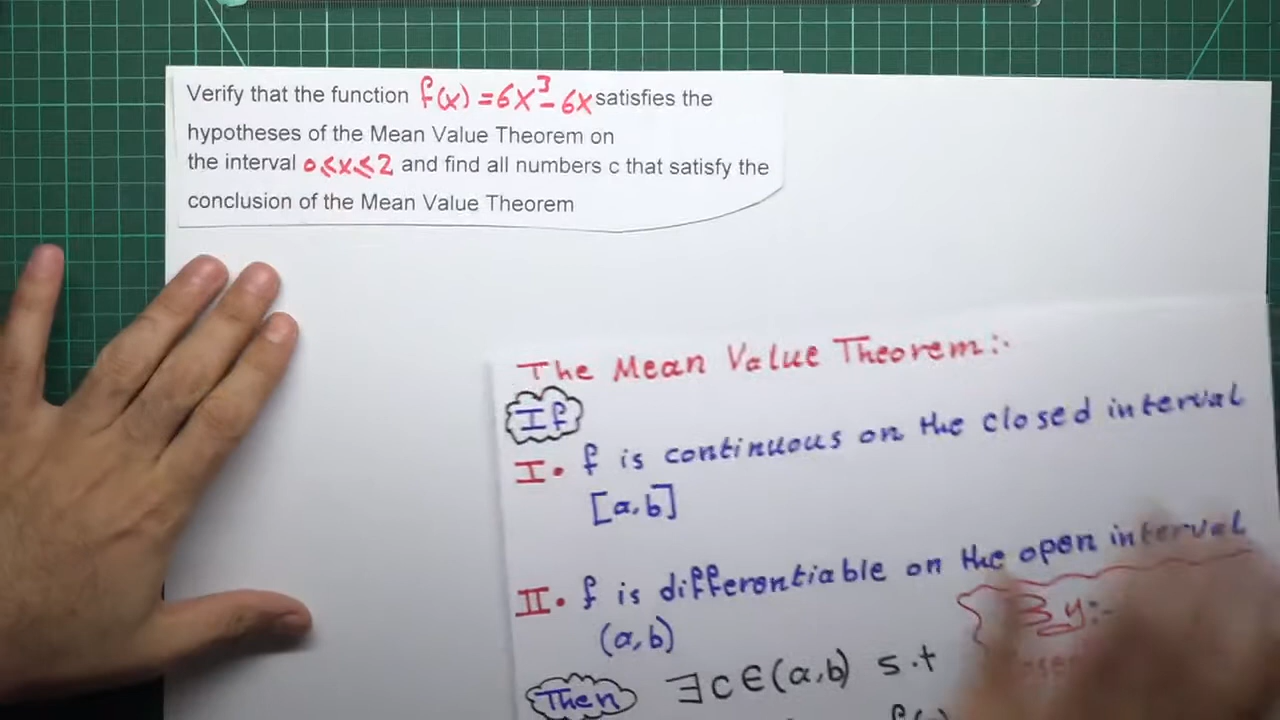 Verify that the function f(x) = 6x³ - 6x satisfies the
hypotheses of the Mean Value Theorem on
the interval 0≤x≤2 and find all numbers c that satisfy the
conclusion of the Mean Value Theorem
The Mean Value Theorem:.
If
I. f is continuous on the closed interval
[a,b]
II. f is differentiable on the open interval
(a,b)
By:-
Then ∃c∈(a,b) s.t